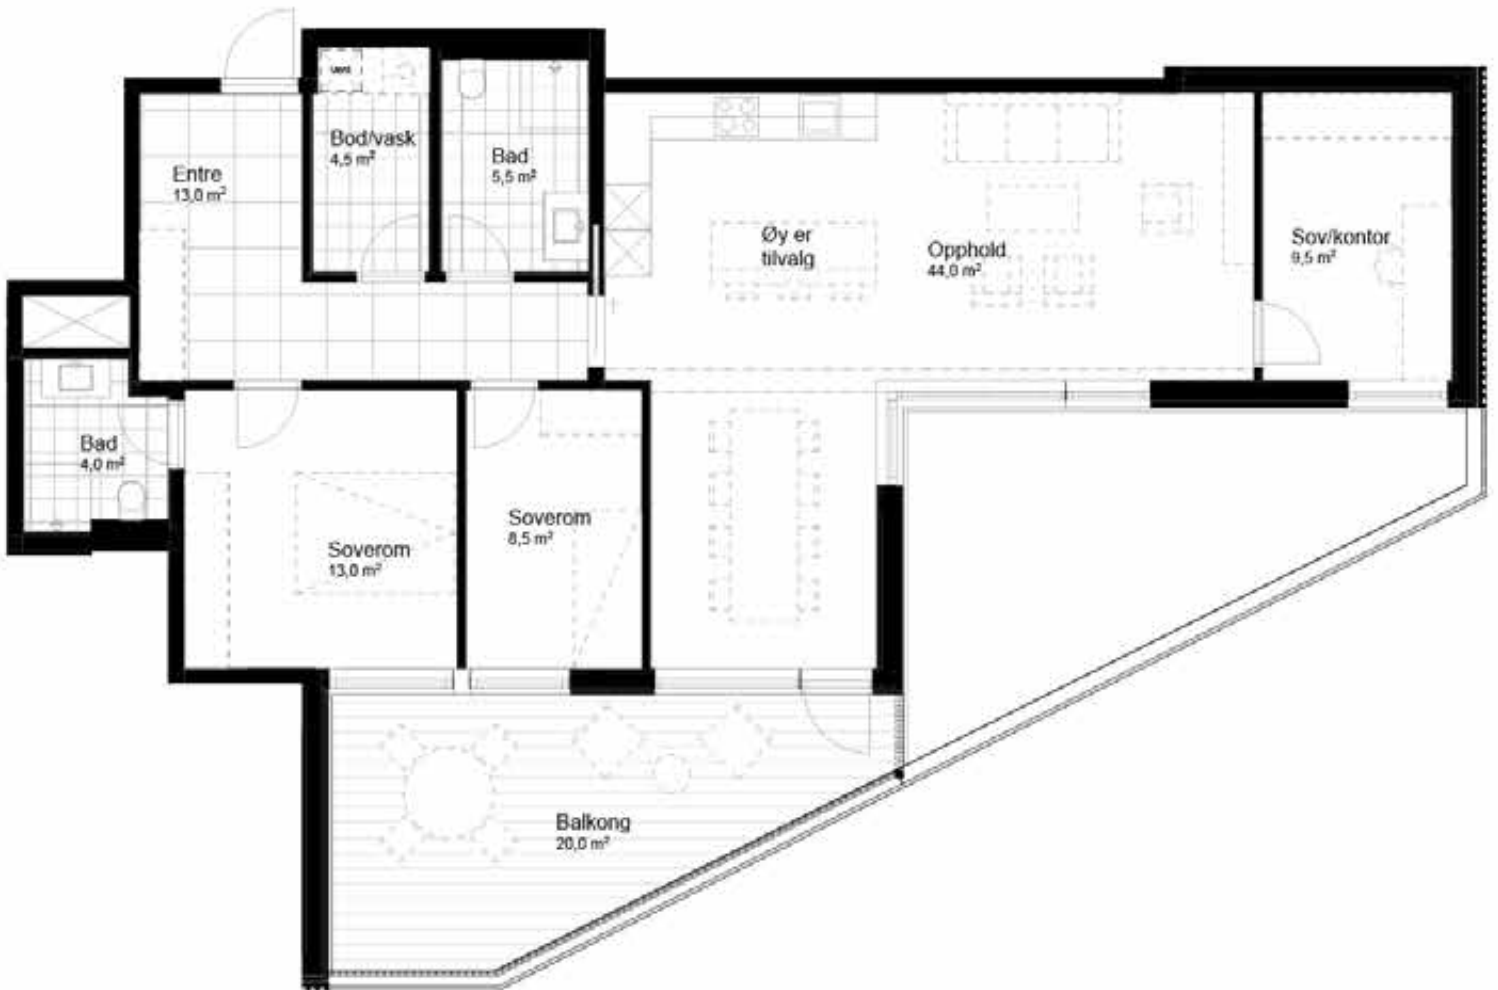 Bod/vask
4,5 m²
Bad
5,5 m²
Entre
13,0 m²
Øy er
tilvalg
Opphold
44,0 m²
Sov/kontor
9,5 m²
Bad
4,0 m²
Soverom
13,0 m²
Soverom
8,5 m²
Balkong
20,0 m²